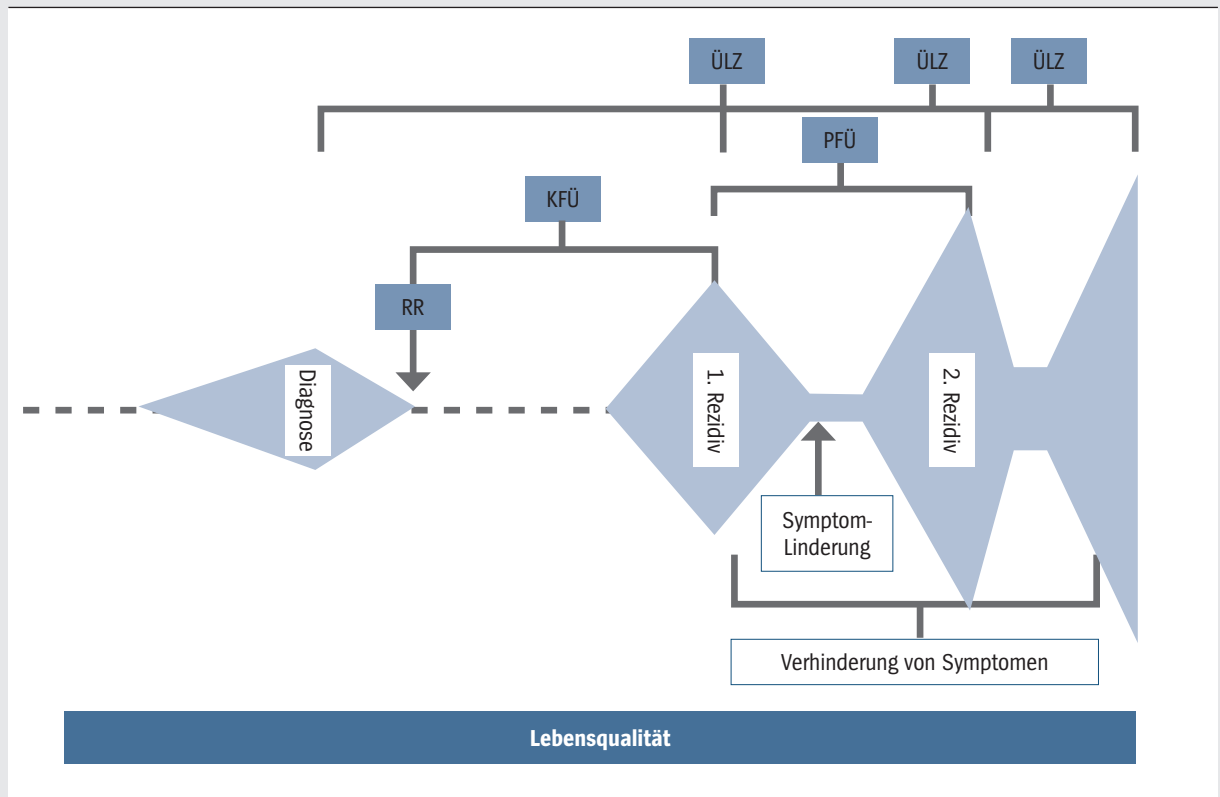 ÜLZ
ÜLZ
ÜLZ
PFÜ
KFÜ
RR
Diagnose
1. Rezidiv
2. Rezidiv
Symptom-
Linderung
Verhinderung von Symptomen
Lebensqualität